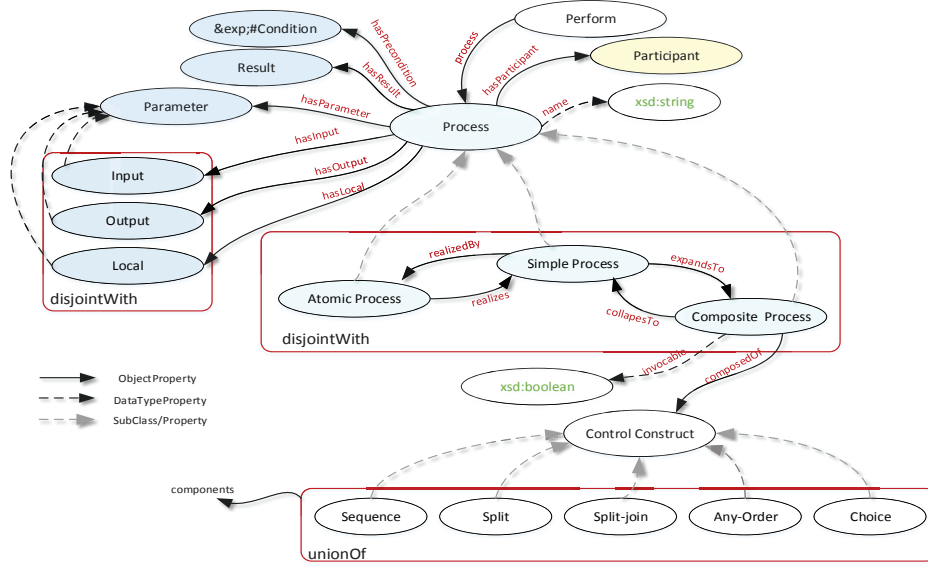 Perform
&exp;#Condition
hasPrecondition
process
hasParticipant
Participant
Result
hasResult
Parameter
hasParameter
name
xsd:string
Process
hasInput
Input
hasOutput
Output
hasLocal
Local
disjointWith
realizedBy
Simple Process
expandsTo
Atomic Process
realizes
collapesTo
Composite Process
disjointWith
invocable
composedOf
ObjectProperty
xsd:boolean
DataTypeProperty
SubClass/Property
Control Construct
components
Sequence
Split
Split-join
Any-Order
Choice
unionOf